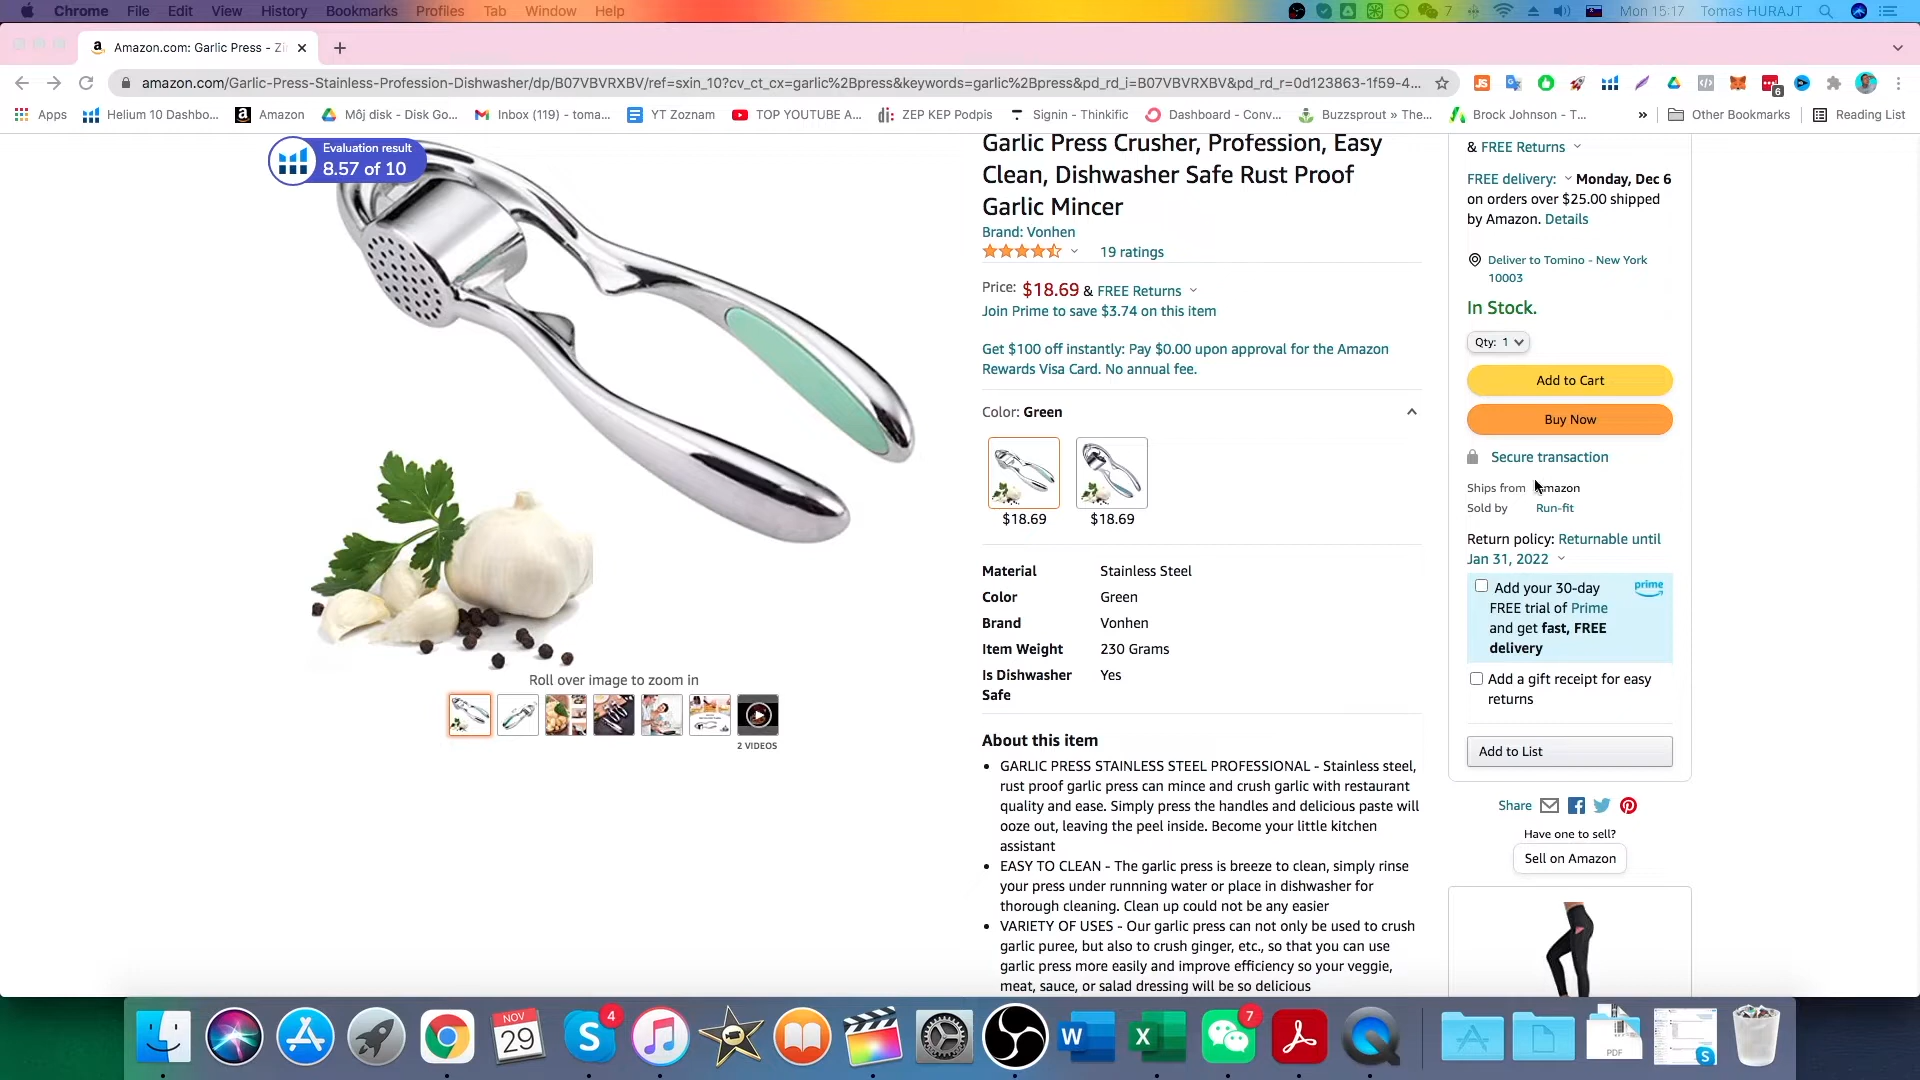 Chrome File Edit View History Bookmarks Profiles Tab Window Help
7 Mon 15:17 Tomas HURAJT
a Amazon.com: Garlic Press - Zi
amazon.com/Garlic-Press-Stainless-Profession-Dishwasher/dp/B07VBVRXBV/ref=sxin_10?cv_ct_cx=garlic%2Bpress&keywords=garlic%2Bpress&pd_rd_i=B07VBVRXBV&pd_rd_r=0d123863-1f59-4...
JS 6
Apps Helium 10 Dashbo... a Amazon Môj disk - Disk Go... Inbox (119) - toma... YT Zoznam TOP YOUTUBE A... ZEP KEP Podpis Signin - Thinkific Dashboard - Conv... Buzzsprout » The... Brock Johnson - T... » Other Bookmarks Reading List
Evaluation result
8.57 of 10
Roll over image to zoom in
2 VIDEOS
Garlic Press Crusher, Profession, Easy
Clean, Dishwasher Safe Rust Proof
Garlic Mincer
Brand: Vonhen
19 ratings
Price: $18.69 & FREE Returns
Join Prime to save $3.74 on this item
Get $100 off instantly: Pay $0.00 upon approval for the Amazon
Rewards Visa Card. No annual fee.
Color: Green
$18.69 $18.69
Material Stainless Steel
Color Green
Brand Vonhen
Item Weight 230 Grams
Is Dishwasher Yes
Safe
About this item
• GARLIC PRESS STAINLESS STEEL PROFESSIONAL - Stainless steel,
rust proof garlic press can mince and crush garlic with restaurant
quality and ease. Simply press the handles and delicious paste will
ooze out, leaving the peel inside. Become your little kitchen
assistant
• EASY TO CLEAN - The garlic press is breeze to clean, simply rinse
your press under runnning water or place in dishwasher for
thorough cleaning. Clean up could not be any easier
• VARIETY OF USES - Our garlic press can not only be used to crush
garlic puree, but also to crush ginger, etc., so that you can use
garlic press more easily and improve efficiency so your veggie,
meat, sauce, or salad dressing will be so delicious
& FREE Returns
FREE delivery: Monday, Dec 6
on orders over $25.00 shipped
by Amazon. Details
Deliver to Tomino - New York
10003
In Stock.
Qty: 1
Add to Cart
Buy Now
Secure transaction
Ships from Amazon
Sold by Run-fit
Return policy: Returnable until
Jan 31, 2022
Add your 30-day prime
FREE trial of Prime
and get fast, FREE
delivery
Add a gift receipt for easy
returns
Add to List
Share
Have one to sell?
Sell on Amazon
NOV
29
S 4
W
X
7
PDF
S